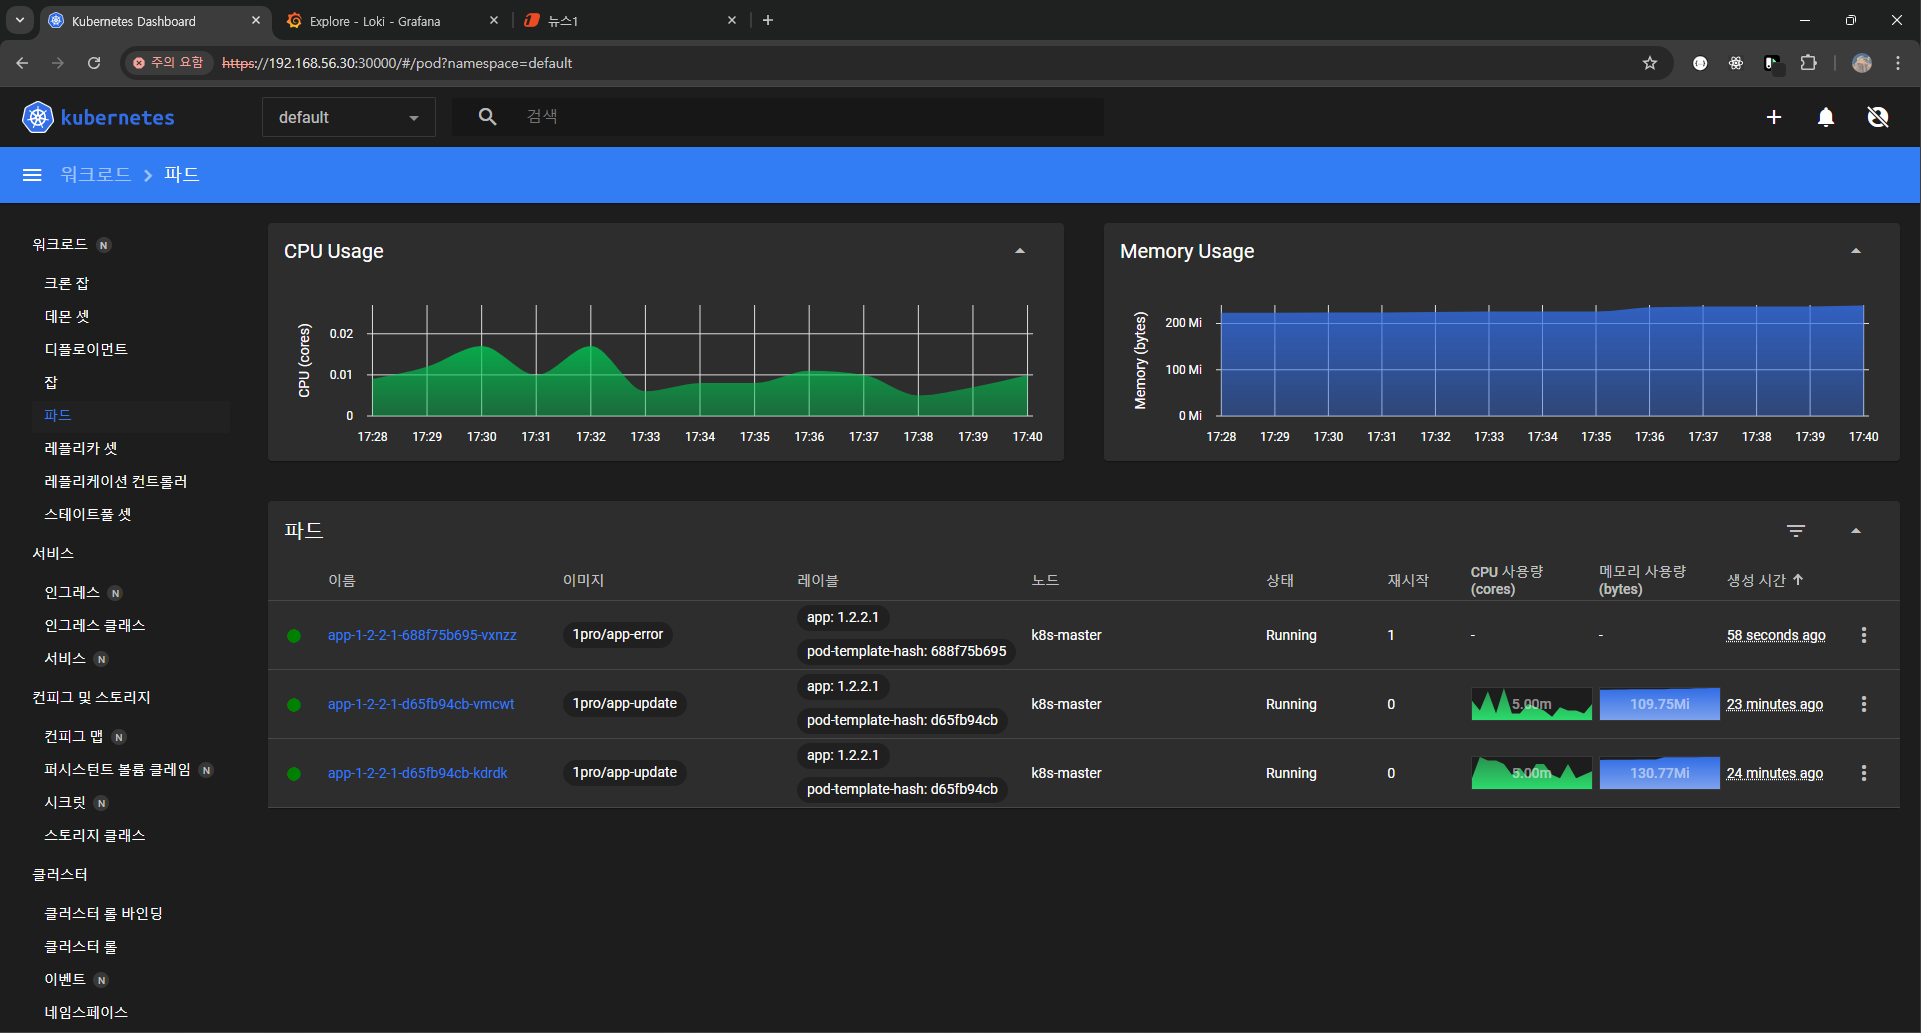 Kubernetes Dashboard
Explore - Loki - Grafana
뉴스1
주의 요함
https://192.168.56.30:30000/#/pod?namespace=default
kubernetes
default
검색
워크로드
파드
워크로드 N
크론 잡
데몬 셋
디플로이먼트
잡
파드
레플리카 셋
레플리케이션 컨트롤러
스테이트풀 셋
서비스
인그레스 N
인그레스 클래스
서비스 N
컨피그 및 스토리지
컨피그 맵 N
퍼시스턴트 볼륨 클레임 N
시크릿 N
스토리지 클래스
클러스터
클러스터 롤 바인딩
클러스터 롤
이벤트 N
네임스페이스
CPU Usage
CPU (cores)
0.02
0.01
0
17:28 17:29 17:30 17:31 17:32 17:33 17:34 17:35 17:36 17:37 17:38 17:39 17:40
Memory Usage
Memory (bytes)
200 Mi
100 Mi
0 Mi
17:28 17:29 17:30 17:31 17:32 17:33 17:34 17:35 17:36 17:37 17:38 17:39 17:40
파드
이름 이미지 레이블 노드 상태 재시작 CPU 사용량 (cores) 메모리 사용량 (bytes) 생성 시간
app-1-2-2-1-688f75b695-vxnzz 1pro/app-error app: 1.2.2.1 k8s-master Running 1 - - 58 seconds ago
pod-template-hash: 688f75b695
app-1-2-2-1-d65fb94cb-vmcwt 1pro/app-update app: 1.2.2.1 k8s-master Running 0 5.00m 109.75Mi 23 minutes ago
pod-template-hash: d65fb94cb
app-1-2-2-1-d65fb94cb-kdrdk 1pro/app-update app: 1.2.2.1 k8s-master Running 0 5.00m 130.77Mi 24 minutes ago
pod-template-hash: d65fb94cb